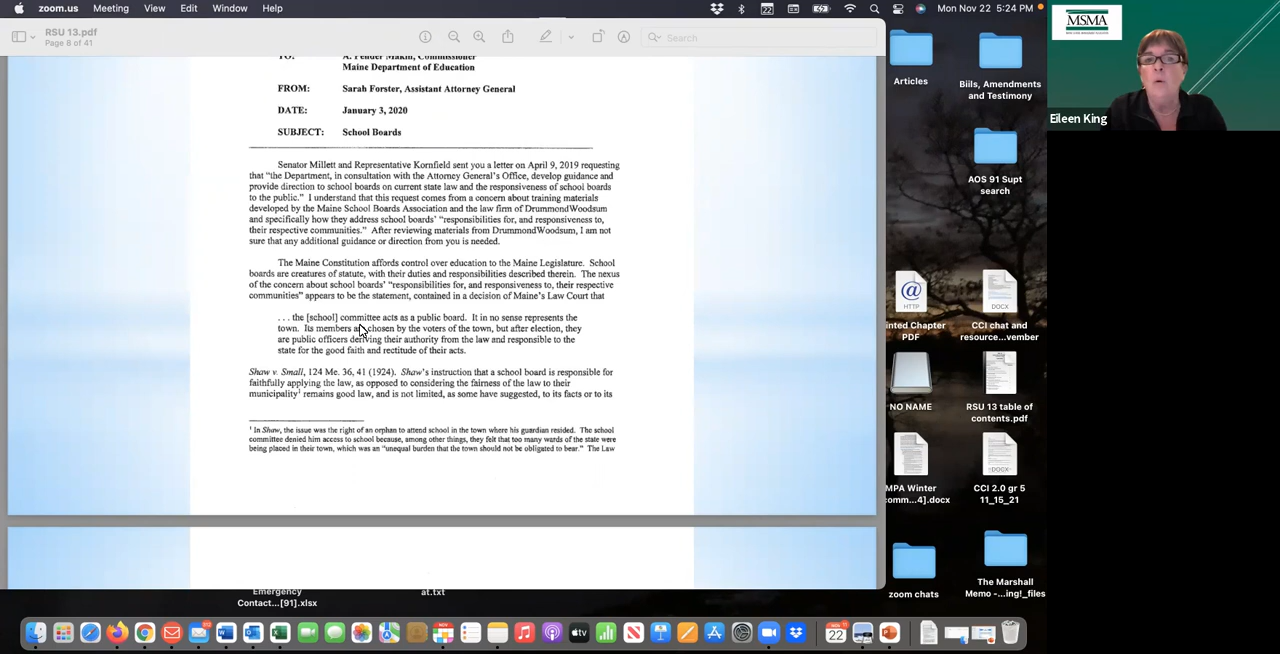 zoom.us Meeting View Edit Window Help
Mon Nov 22 5:24 PM
RSU 13.pdf
Page 8 of 41
Search
TO: A. Pender Makin, Commissioner
Maine Department of Education
FROM: Sarah Forster, Assistant Attorney General
DATE: January 3, 2020
SUBJECT: School Boards
Senator Millett and Representative Kornfield sent you a letter on April 9, 2019 requesting
that "the Department, in consultation with the Attorney General's Office, develop guidance and
provide direction to school boards on current state law and the responsiveness of school boards
to the public." I understand that this request comes from a concern about training materials
developed by the Maine School Boards Association and the law firm of DrummondWoodsum
and specifically how they address school boards' "responsibilities for, and responsiveness to,
their respective communities." After reviewing materials from DrummondWoodsum, I am not
sure that any additional guidance or direction from you is needed.
The Maine Constitution affords control over education to the Maine Legislature. School
boards are creatures of statute, with their duties and responsibilities described therein. The nexus
of the concern about school boards' "responsibilities for, and responsiveness to, their respective
communities" appears to be the statement, contained in a decision of Maine's Law Court that
. . . the [school] committee acts as a public board. It in no sense represents the
town. Its members are chosen by the voters of the town, but after election, they
are public officers deriving their authority from the law and responsible to the
state for the good faith and rectitude of their acts.
Shaw v. Small, 124 Me. 36, 41 (1924). Shaw's instruction that a school board is responsible for
faithfully applying the law, as opposed to considering the fairness of the law to their
municipality¹ remains good law, and is not limited, as some have suggested, to its facts or to its
¹ In Shaw, the issue was the right of an orphan to attend school in the town where his guardian resided. The school
committee denied him access to school because, among other things, they felt that too many wards of the state were
being placed in their town, which was an "unequal burden that the town should not be obligated to bear." The Law
Emergency
Contact...[91].xlsx
at.txt
Articles
Biils, Amendments
and Testimony
AOS 91 Supt
search
HTTP
inted Chapter
PDF
DOCX
CCI chat and
resource...vember
NO NAME
RSU 13 table of
contents.pdf
MPA Winter
comm...4].docx
DOCX
CCI 2.0 gr 5
11_15_21
zoom chats
The Marshall
Memo -...ing!_files
MSMA
Eileen King
tv
22